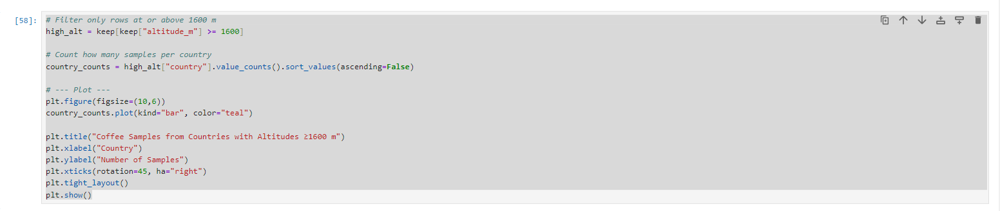 [58]:
# Filter only rows at or above 1600 m
high_alt = keep[keep["altitude_m"] >= 1600]
# Count how many samples per country
country_counts = high_alt["country"].value_counts().sort_values(ascending=False)
# --- Plot ---
plt.figure(figsize=(10,6))
country_counts.plot(kind="bar", color="teal")
plt.title("Coffee Samples from Countries with Altitudes ≥1600 m")
plt.xlabel("Country")
plt.ylabel("Number of Samples")
plt.xticks(rotation=45, ha="right")
plt.tight_layout()
plt.show()